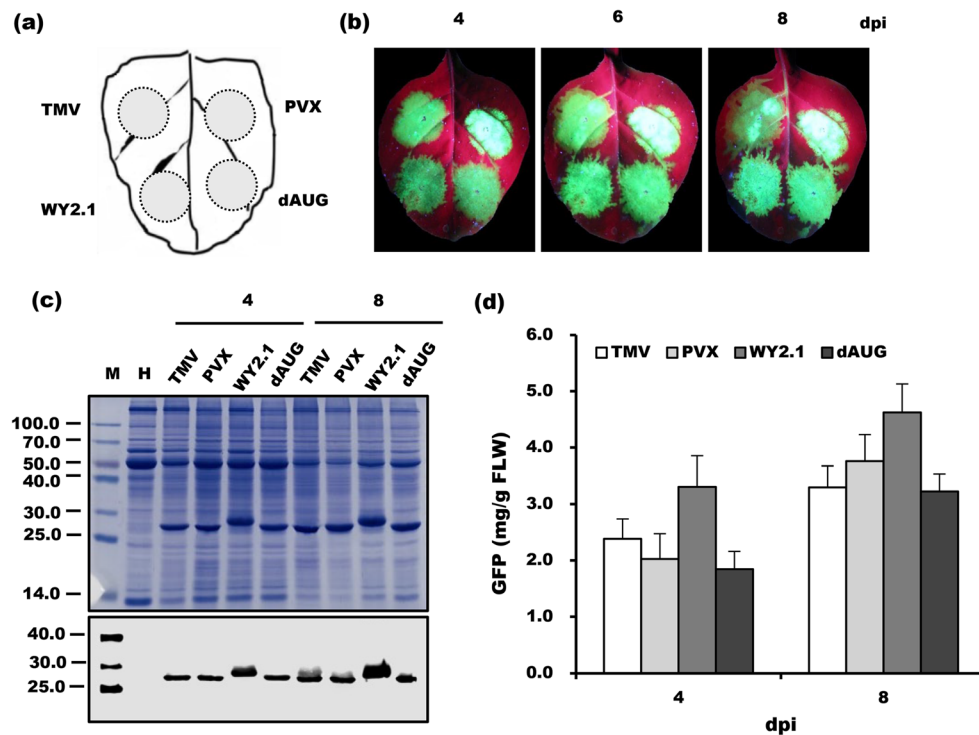 (a)
TMV
PVX
WY2.1
dAUG
(b)
4 6 8 dpi
(c)
4 8
M H TMV PVX WY2.1 dAUG TMV PVX WY2.1 dAUG
100.0
70.0
50.0
40.0
30.0
25.0
14.0
40.0
30.0
25.0
(d)
6.0
5.0
4.0
3.0
2.0
1.0
0.0
GFP (mg/g FLW)
TMV PVX WY2.1 dAUG
4 8
dpi